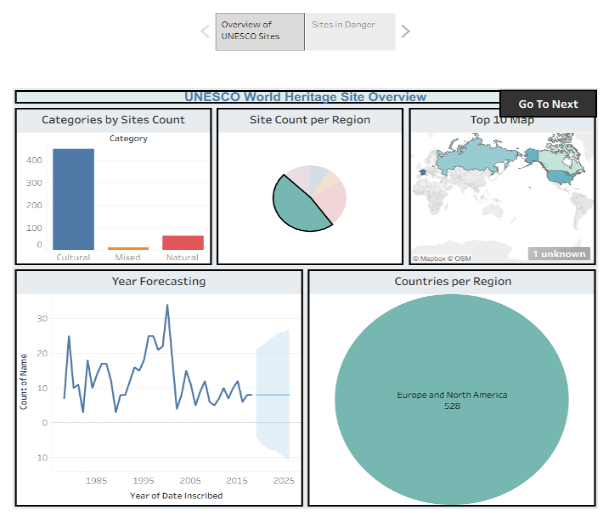 Overview of
UNESCO Sites
Sites in Danger
UNESCO World Heritage Site Overview
Go To Next
Categories by Sites Count
Category
400
300
200
100
0
Cultural
Mixed
Natural
Site Count per Region
Top 10 Map
© Mapbox © OSM
1 unknown
Year Forecasting
Count of Name
30
20
10
0
-10
1985
1995
2005
2015
2025
Year of Date Inscribed
Countries per Region
Europe and North America
528